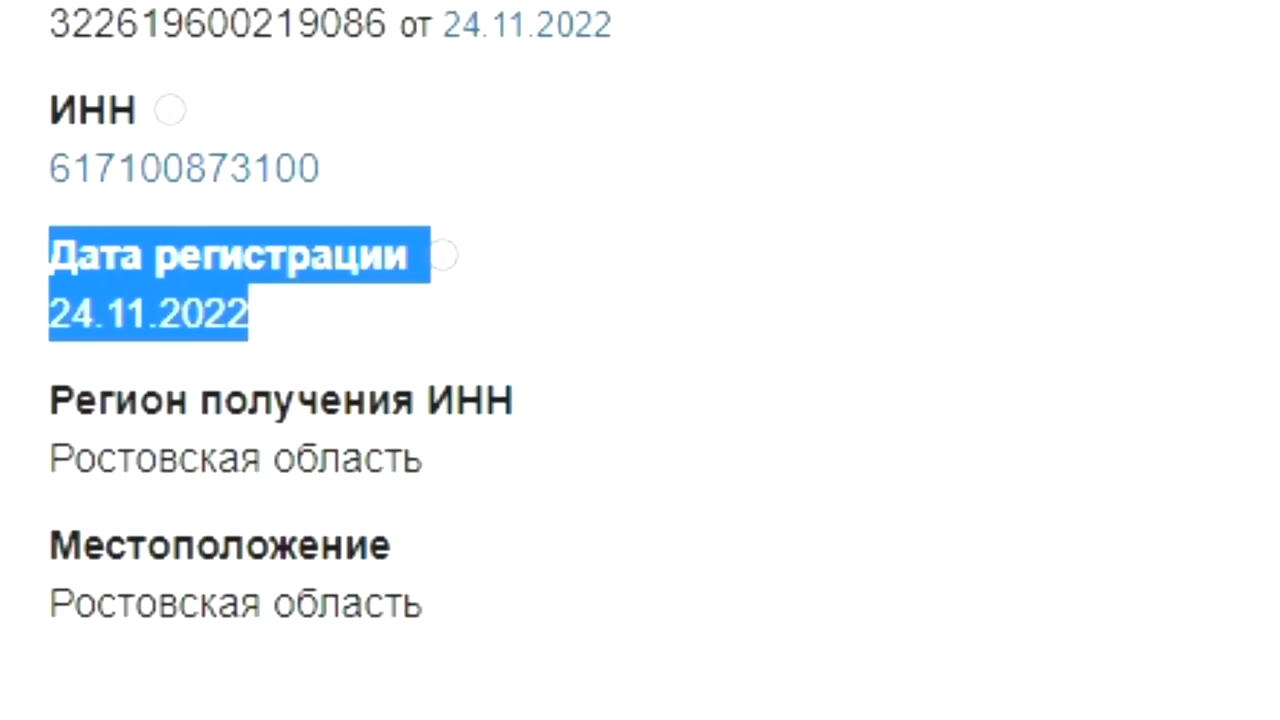 322619600219086 от 24.11.2022
ИНН
617100873100
Дата регистрации
24.11.2022
Регион получения ИНН
Ростовская область
Местоположение
Ростовская область